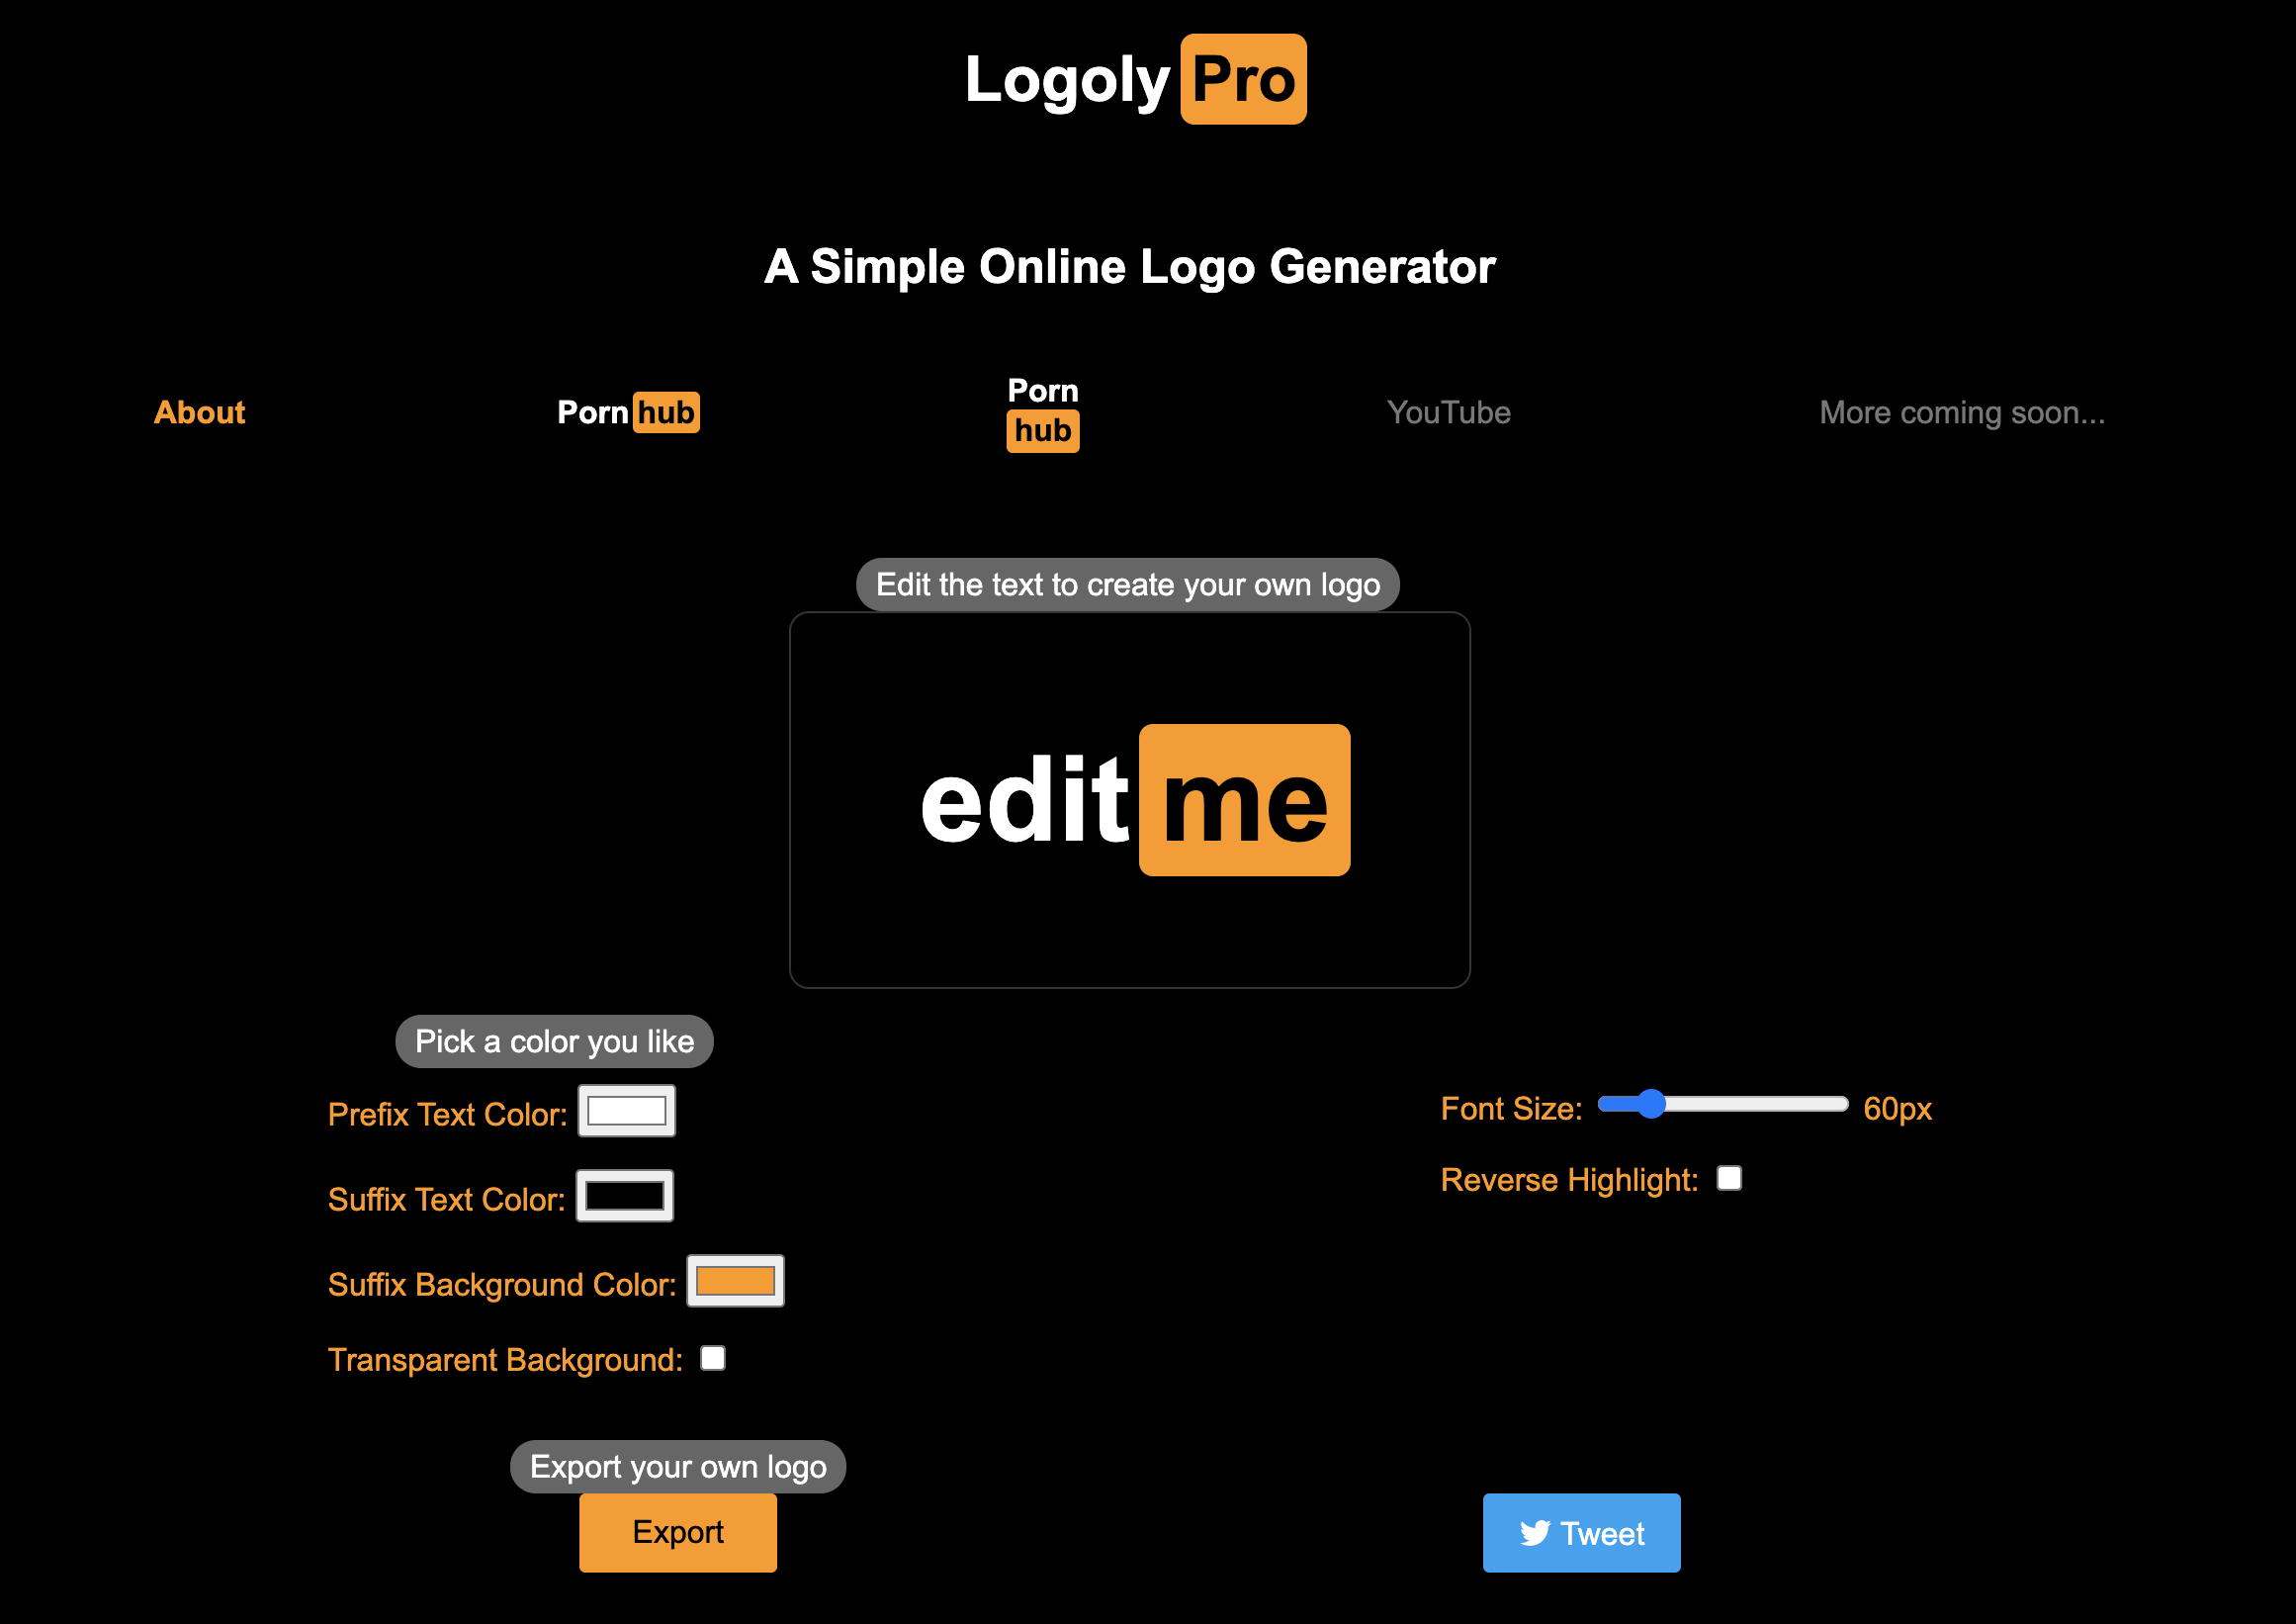 Logoly Pro
A Simple Online Logo Generator
About
Porn hub
Porn
hub
YouTube
More coming soon...
Edit the text to create your own logo
edit me
Pick a color you like
Prefix Text Color:
Suffix Text Color:
Suffix Background Color:
Transparent Background:
Font Size: 60px
Reverse Highlight:
Export your own logo
Export
Tweet